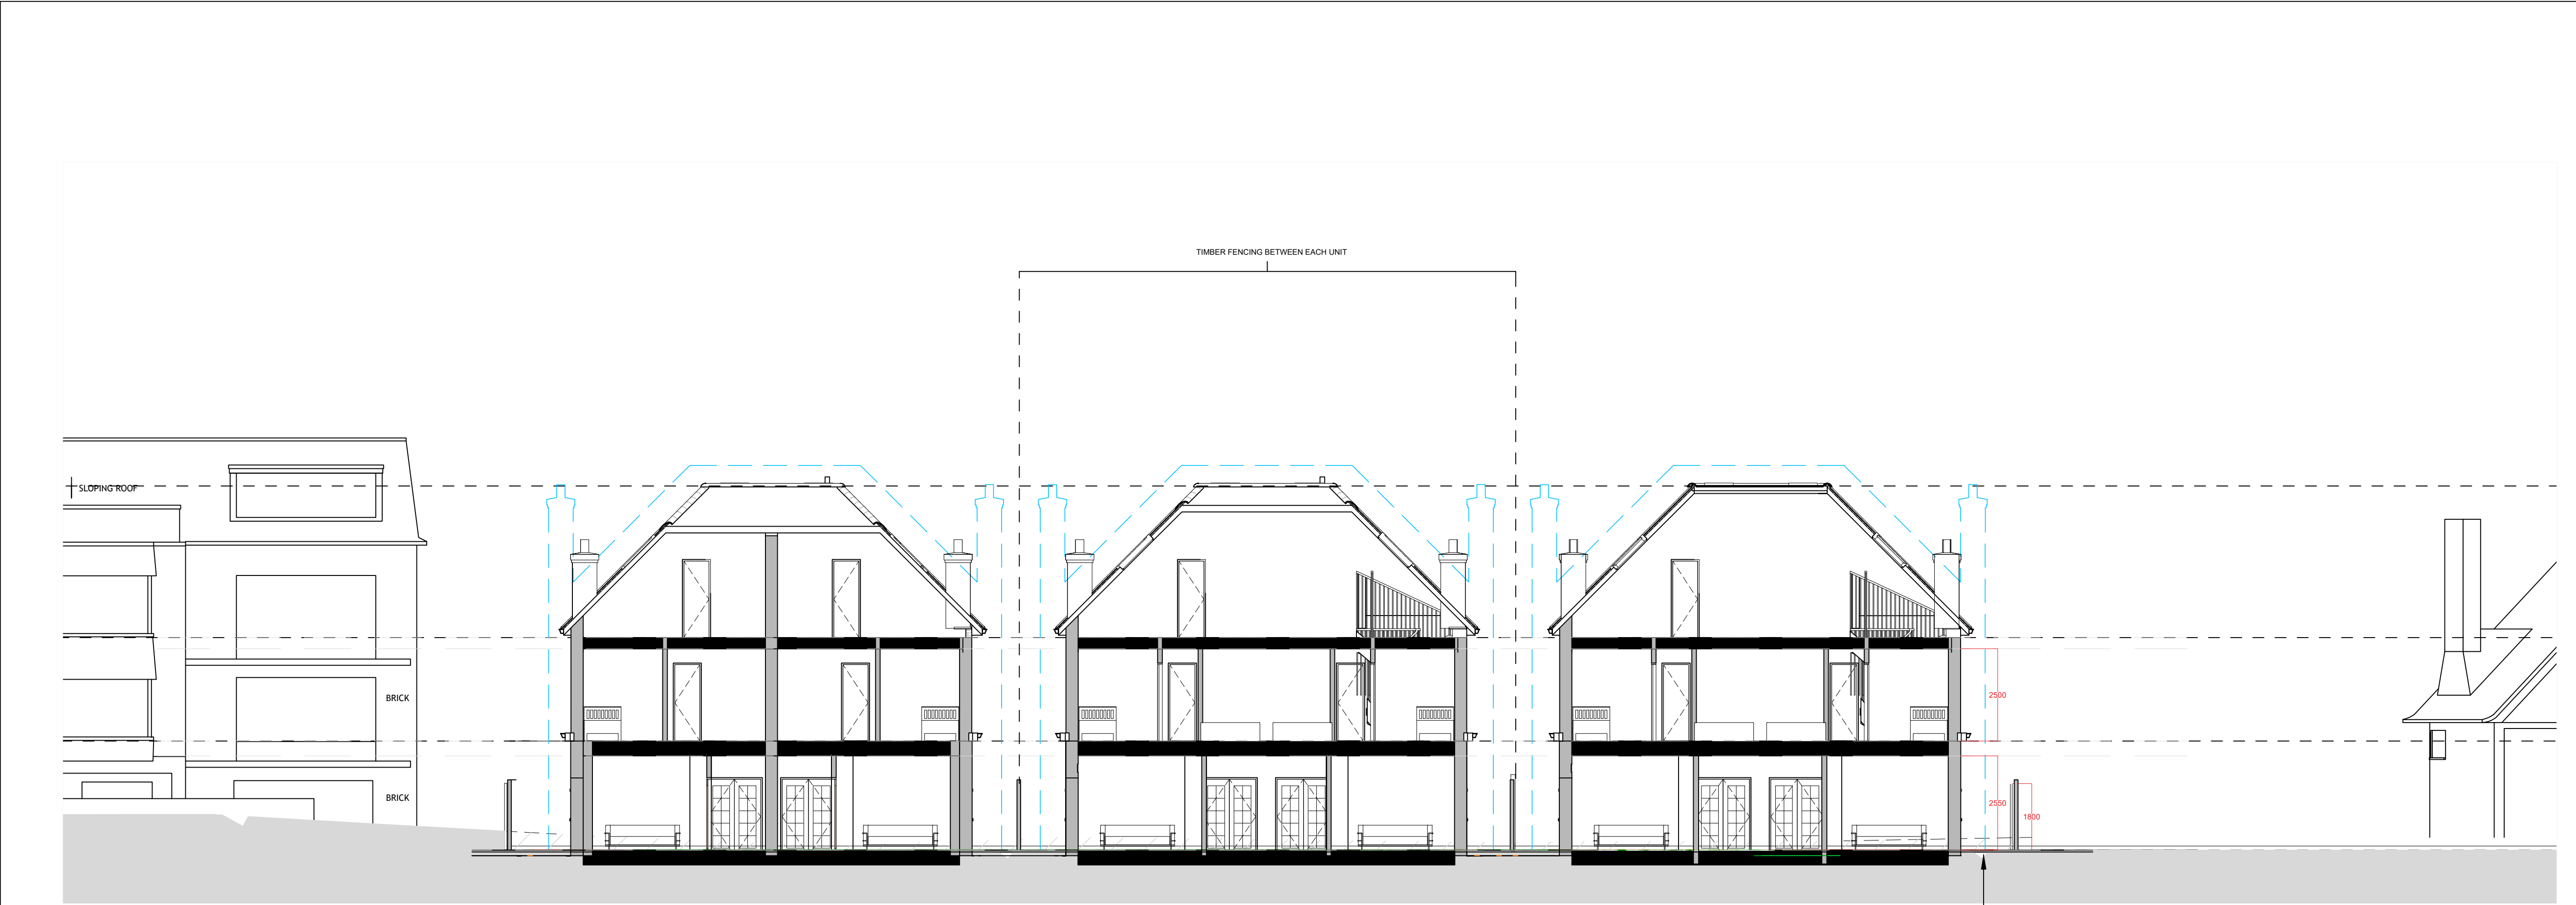 TIMBER FENCING BETWEEN EACH UNIT
SLOPING ROOF
BRICK
2500
BRICK
2550
1800